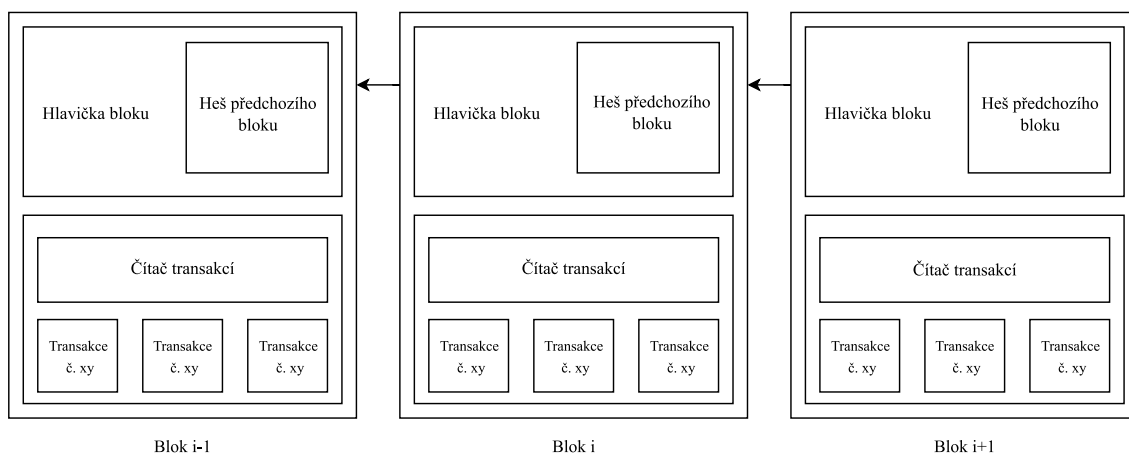 Hlavička bloku
Heš předchozího
bloku
Čítač transakcí
Transakce
č. xy
Transakce
č. xy
Transakce
č. xy
Blok i-1
Hlavička bloku
Heš předchozího
bloku
Čítač transakcí
Transakce
č. xy
Transakce
č. xy
Transakce
č. xy
Blok i
Hlavička bloku
Heš předchozího
bloku
Čítač transakcí
Transakce
č. xy
Transakce
č. xy
Transakce
č. xy
Blok i+1